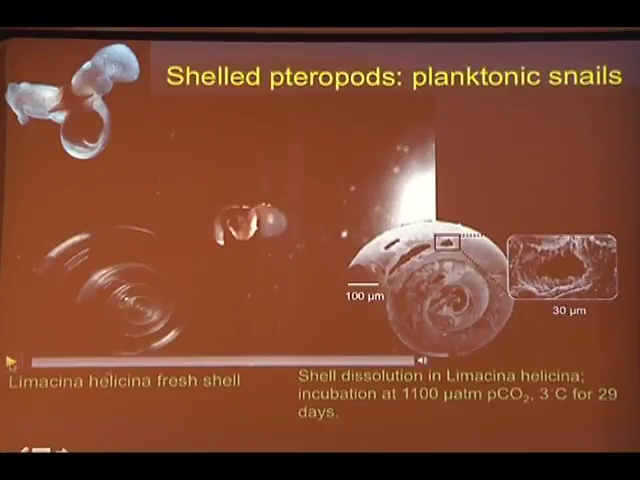 Shelled pteropods: planktonic snails
100 µm
30 µm
Limacina helicina fresh shell
Shell dissolution in Limacina helicina;
incubation at 1100 µatm pCO₂, 3˚C for 29
days.